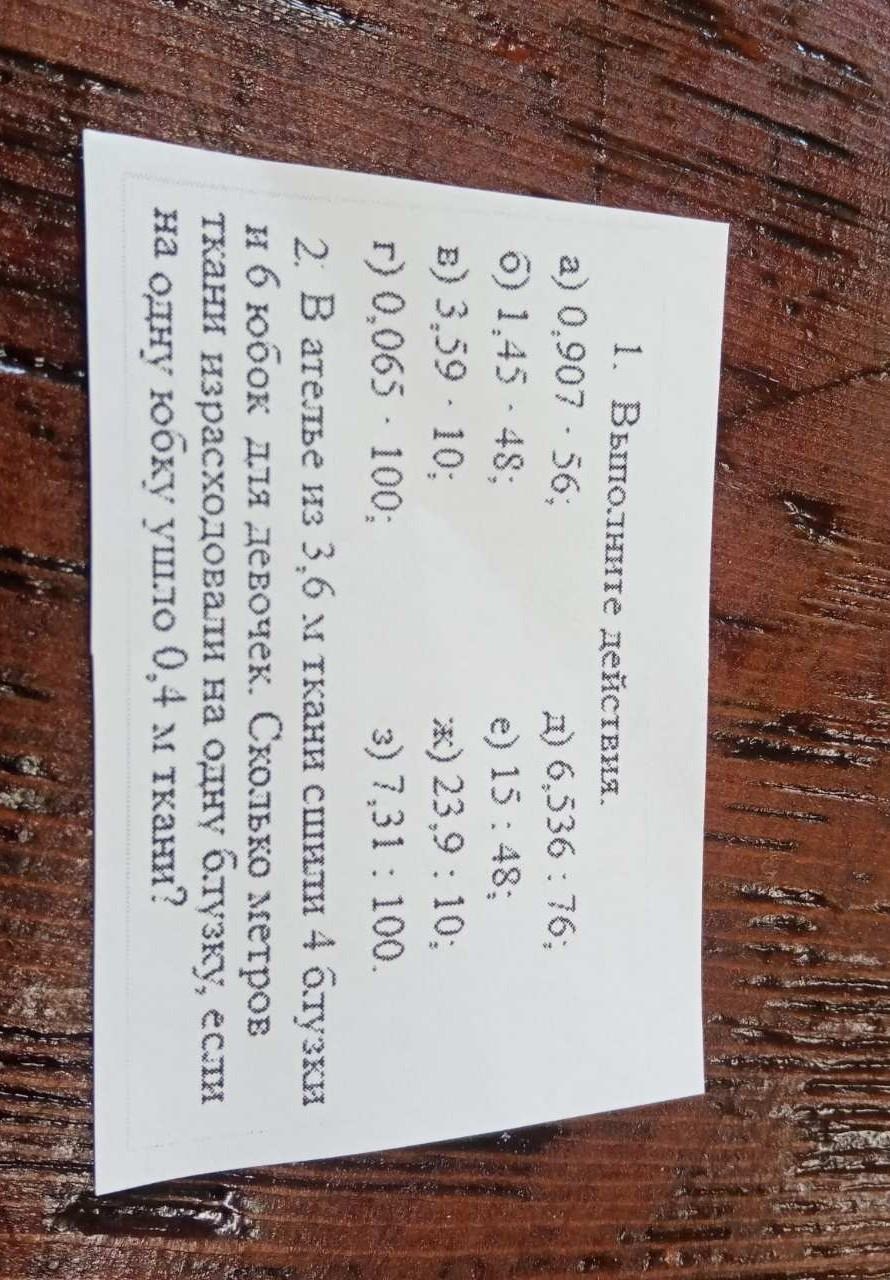 1. Выполните действия.
а) 0,907 · 56; д) 6,536 : 76;
б) 1,45 · 48; е) 15 : 48;
в) 3,59 · 10; ж) 23,9 : 10;
г) 0,065 · 100; з) 7,31 : 100.
2. В ателье из 3,6 м ткани сшили 4 блузки
и 6 юбок для девочек. Сколько метров
ткани израсходовали на одну блузку, если
на одну юбку ушло 0,4 м ткани?